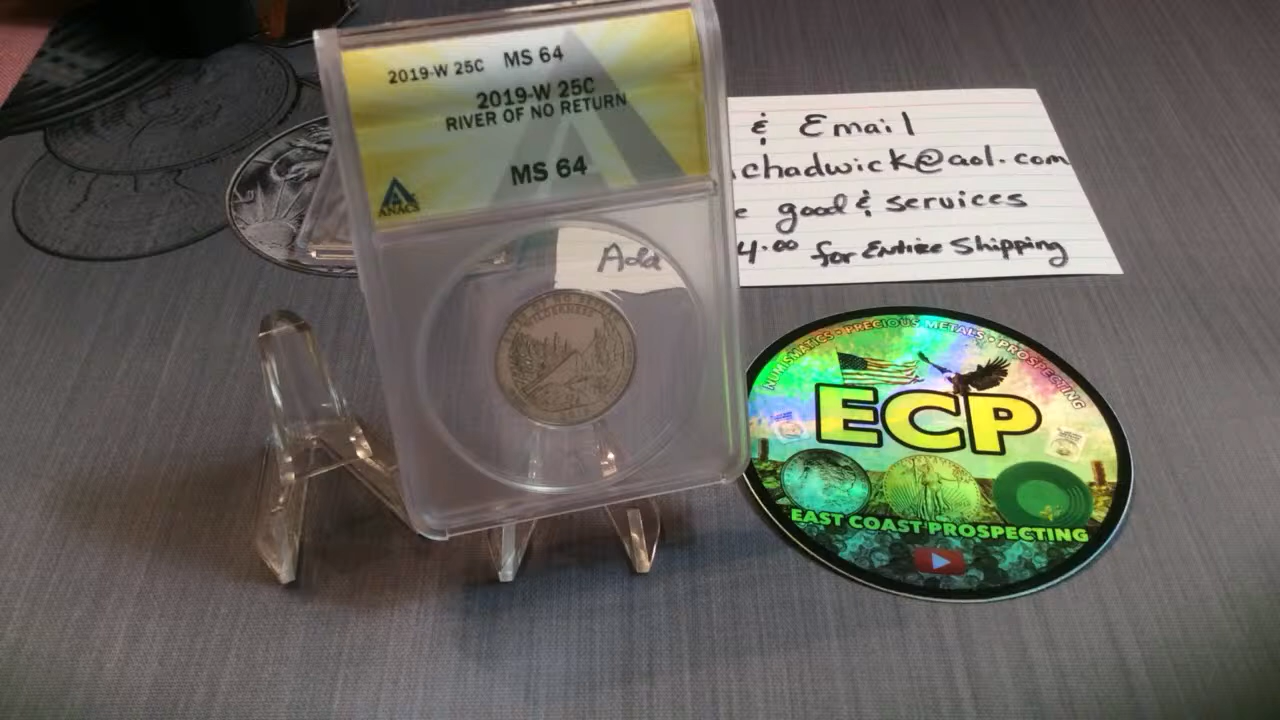 2019-W 25C MS 64
2019-W 25C
RIVER OF NO RETURN
MS 64
ANACS
& Email
chadwick@aol.com
good & services
4.00 for Entire Shipping
WILDERNESS
NUMISMATICS • PRECIOUS METALS • PROSPECTING
ECP
EAST COAST PROSPECTING